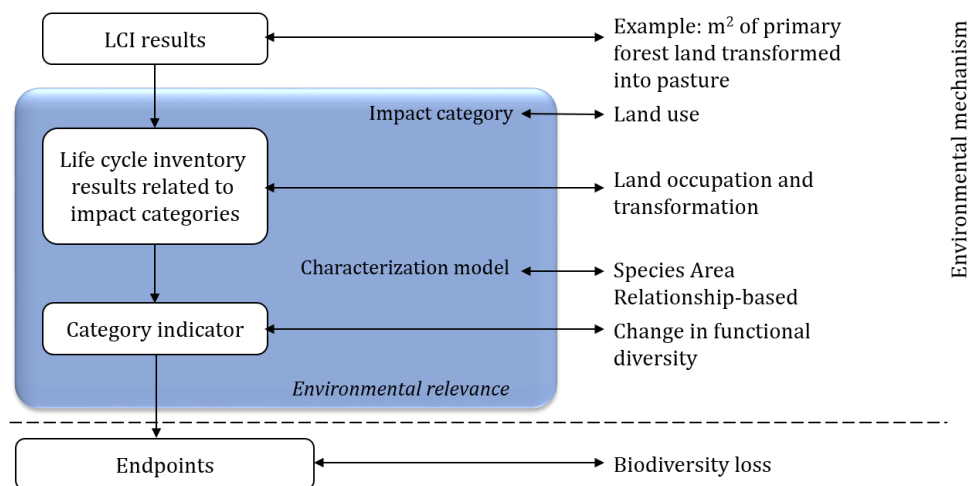 LCI results
Example: m² of primary
forest land transformed
into pasture
Impact category
Land use
Life cycle inventory
results related to
impact categories
Land occupation and
transformation
Characterization model
Species Area
Relationship-based
Category indicator
Change in functional
diversity
Environmental relevance
Endpoints
Biodiversity loss
Environmental mechanism